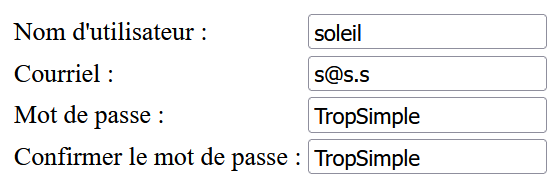 Nom d'utilisateur : soleil
Courriel : s@s.s
Mot de passe : TropSimple
Confirmer le mot de passe : TropSimple